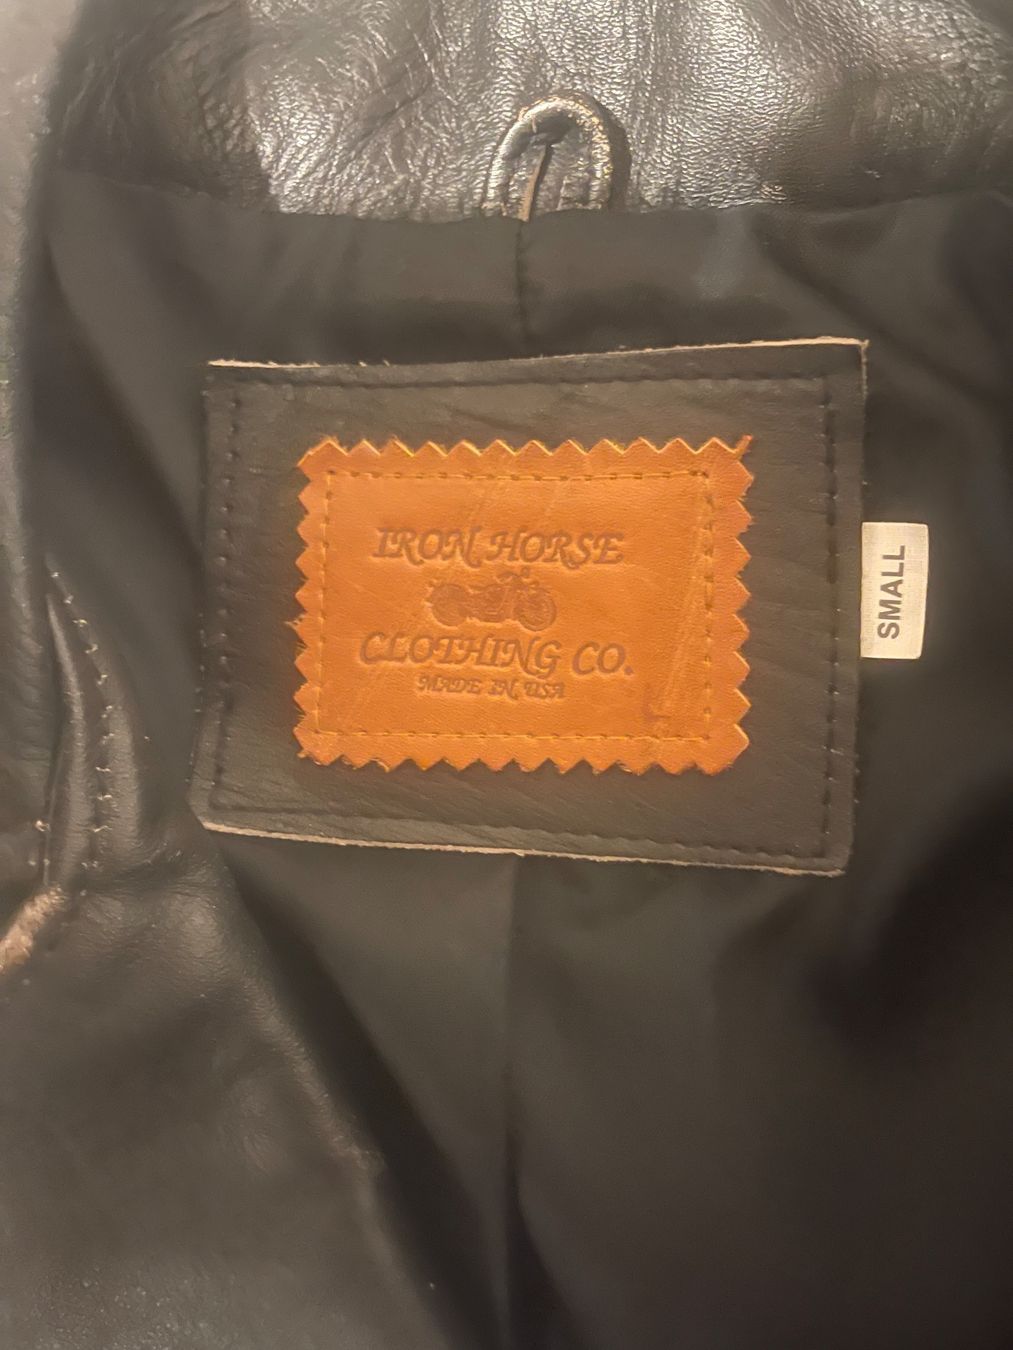 IRON HORSE
CLOTHING CO.
MADE IN USA
SMALL